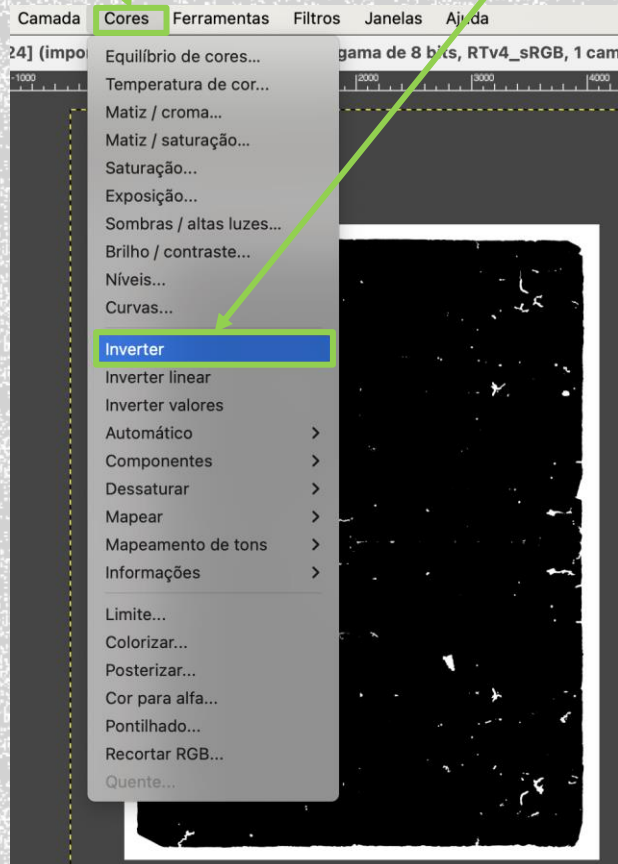 Camada Cores Ferramentas Filtros Janelas Ajuda
24] (impo gama de 8 bits, RTv4_sRGB, 1 cam
-1000 2000 3000 4000
Equilíbrio de cores...
Temperatura de cor...
Matiz / croma...
Matiz / saturação...
Saturação...
Exposição...
Sombras / altas luzes...
Brilho / contraste...
Níveis...
Curvas...
Inverter
Inverter linear
Inverter valores
Automático
Componentes
Dessaturar
Mapear
Mapeamento de tons
Informações
Limite...
Colorizar...
Posterizar...
Cor para alfa...
Pontilhado...
Recortar RGB...
Quente...